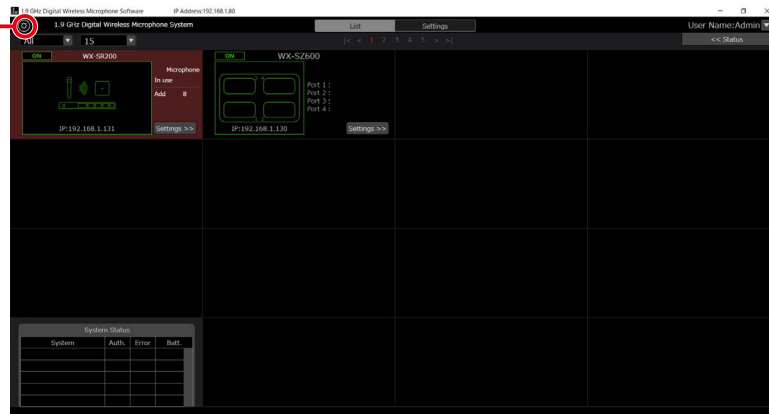 1.9 GHz Digital Wireless Microphone Software IP Address:192.168.1.80
1.9 GHz Digital Wireless Microphone System List Settings User Name:Admin
All 15 |< < 1 2 3 4 5 > >| << Status
ON WX-SR200
Microphone
In use
Add 8
IP:192.168.1.131 Settings >>
ON WX-SZ600
3 4
Port 1 :
Port 2 :
Port 3 :
Port 4 :
IP:192.168.1.130 Settings >>
System Status
System Auth. Error Batt.